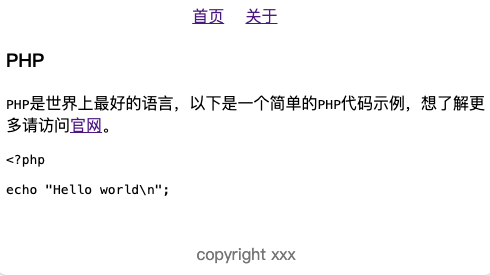 首页 关于
PHP
PHP是世界上最好的语言，以下是一个简单的PHP代码示例，想了解更
多请访问官网。
<?php
echo "Hello world\n";
copyright xxx